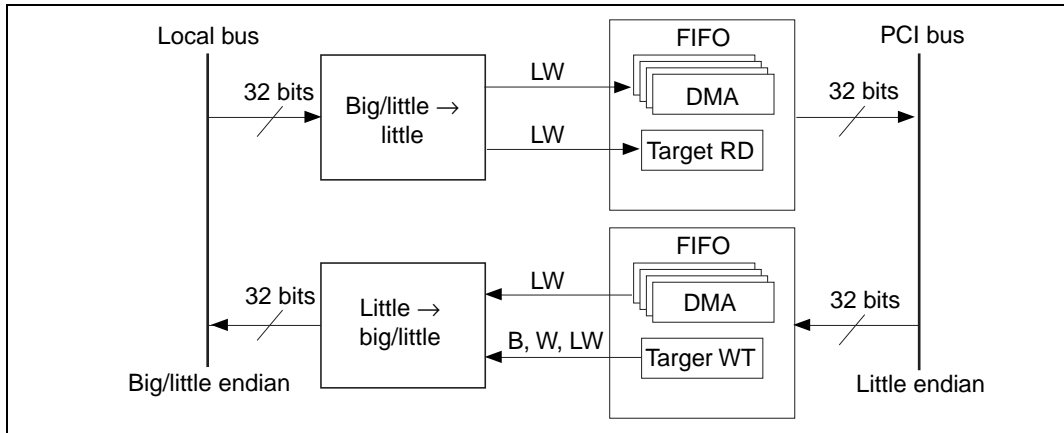 Local bus
FIFO
PCI bus
32 bits
Big/little →
little
LW
LW
DMA
Target RD
32 bits
FIFO
32 bits
Little →
big/little
LW
B, W, LW
DMA
Targer WT
32 bits
Big/little endian
Little endian